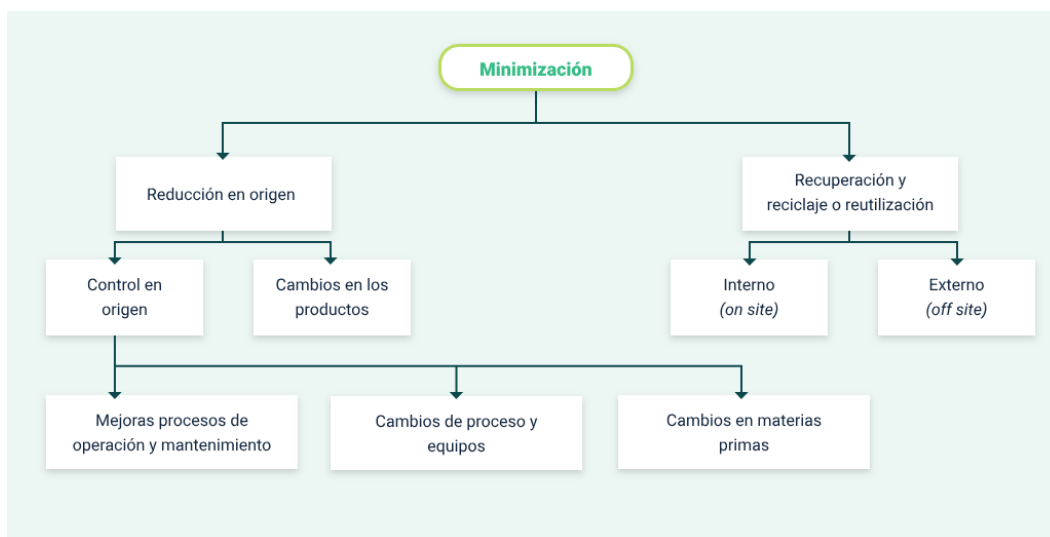 Minimización
Reducción en origen
Recuperación y
reciclaje o reutilización
Control en
origen
Cambios en los
productos
Interno
(on site)
Externo
(off site)
Mejoras procesos de
operación y mantenimiento
Cambios de proceso y
equipos
Cambios en materias
primas